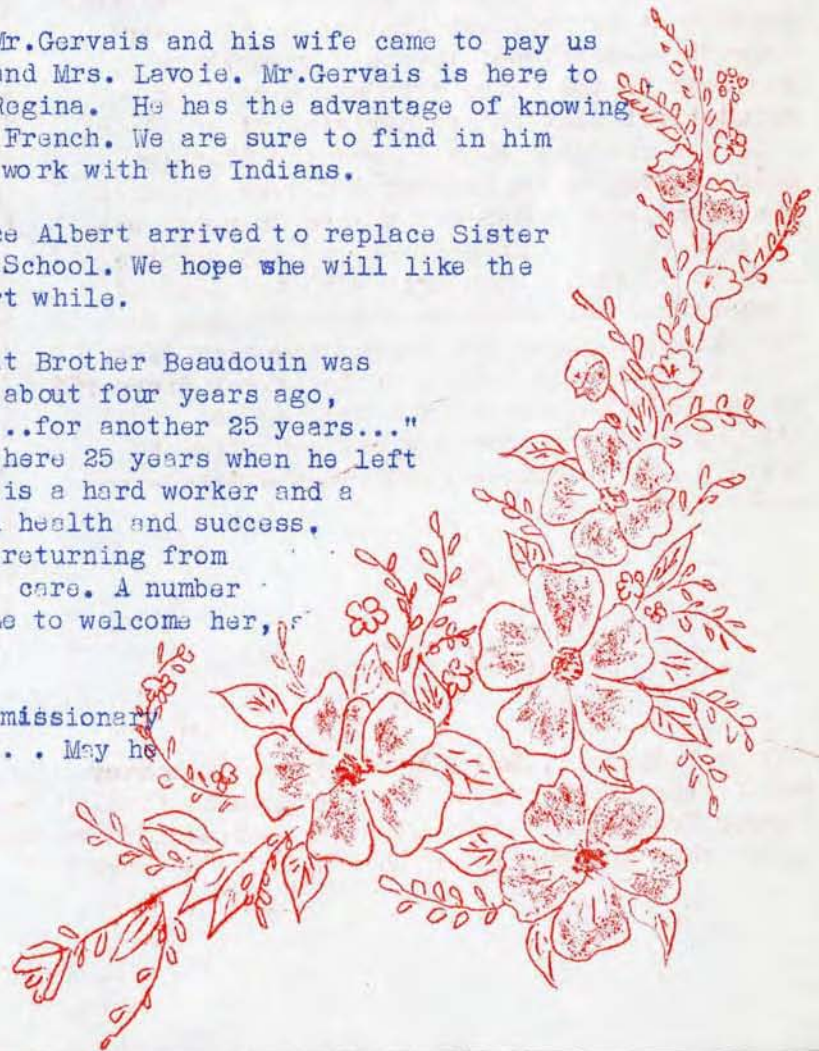 Mr.Gervais and his wife came to pay us
and Mrs. Lavoie. Mr.Gervais is here to
Regina. He has the advantage of knowing
French. We are sure to find in him
work with the Indians.
ce Albert arrived to replace Sister
School. We hope she will like the
rt while.
t Brother Beaudouin was
about four years ago,
..for another 25 years..."
here 25 years when he left
is a hard worker and a
health and success.
returning from
care. A number
e to welcome her,
missionary
. . May he